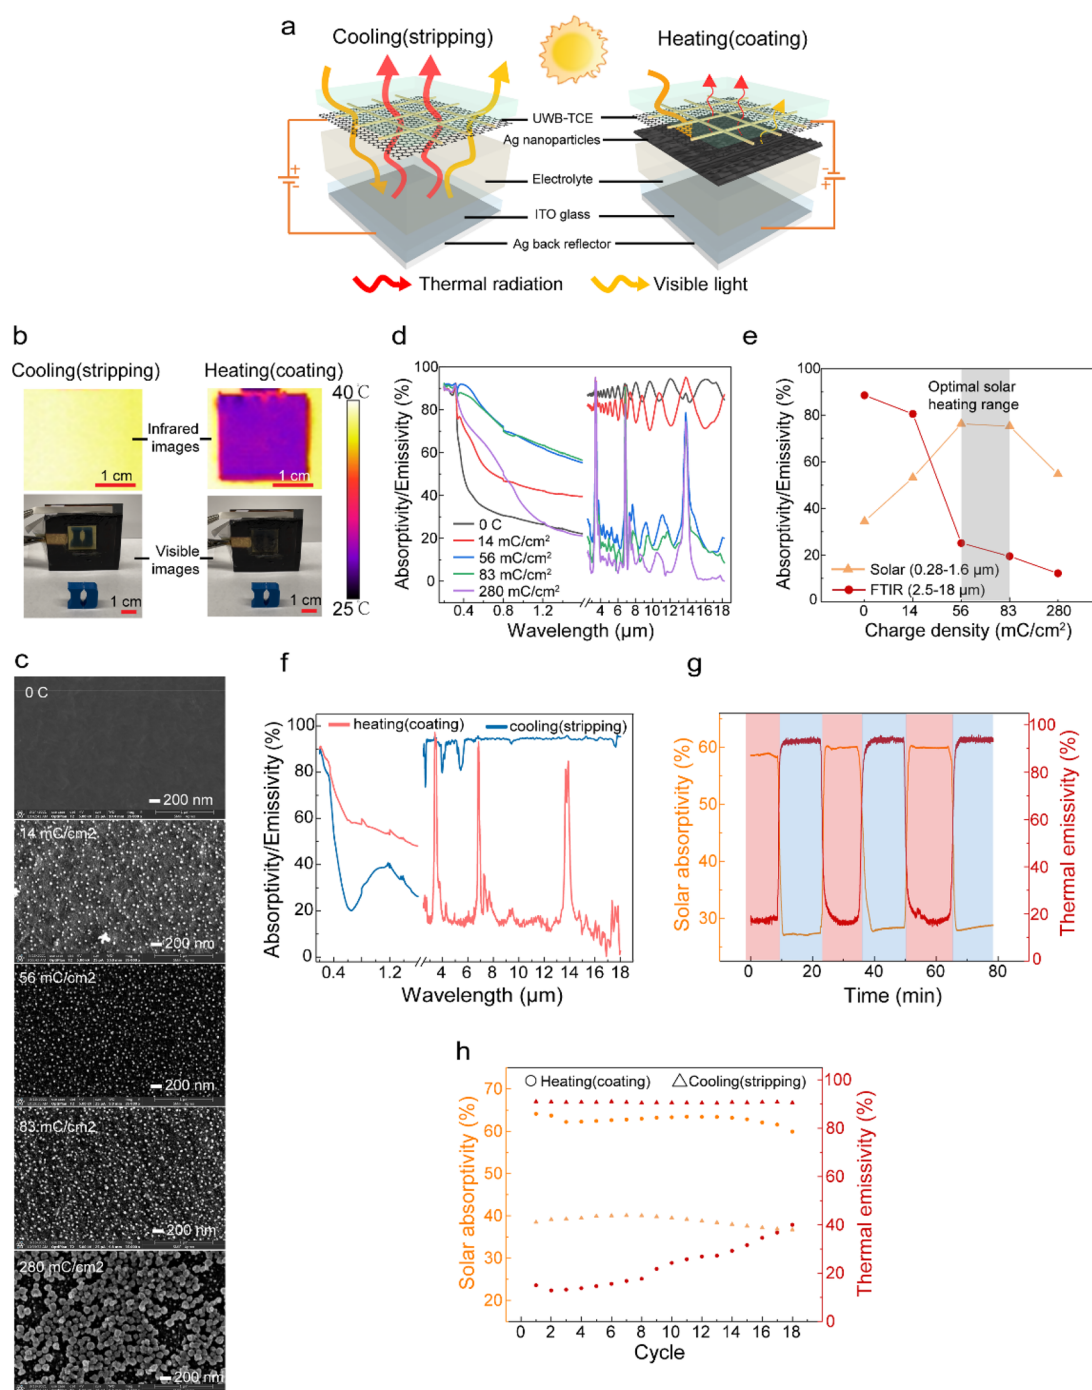 a
Cooling(stripping)
Heating(coating)
UWB-TCE
Ag nanoparticles
Electrolyte
ITO glass
Ag back reflector
+
-
-
+
Thermal radiation
Visible light
b
Cooling(stripping)
Heating(coating)
40℃
Infrared
images
1 cm
1 cm
Visible
images
1 cm
1 cm
25℃
c
0 C
200 nm
14 mC/cm2
200 nm
56 mC/cm2
200 nm
83 mC/cm2
200 nm
280 mC/cm2
200 nm
d
Absorptivity/Emissivity (%)
100
80
60
40
20
0
0 C
14 mC/cm²
56 mC/cm²
83 mC/cm²
280 mC/cm²
0.4 1.2 4 6 8 10 12 14 16 18
Wavelength (μm)
e
Absorptivity/Emissivity (%)
100
80
60
40
20
0
Optimal solar
heating range
Solar (0.28-1.6 μm)
FTIR (2.5-18 μm)
0 14 56 83 280
Charge density (mC/cm²)
f
Absorptivity/Emissivity (%)
100
80
60
40
20
0
heating(coating)
cooling(stripping)
0.4 1.2 4 6 8 10 12 14 16 18
Wavelength (μm)
g
Solar absorptivity (%)
60
50
40
30
Thermal emissivity (%)
100
80
60
40
20
0
0 20 40 60 80
Time (min)
h
Solar absorptivity (%)
70
65
60
45
40
35
30
20
Heating(coating)
Cooling(stripping)
Thermal emissivity (%)
100
80
60
40
20
0
0 2 4 6 8 10 12 14 16 18
Cycle